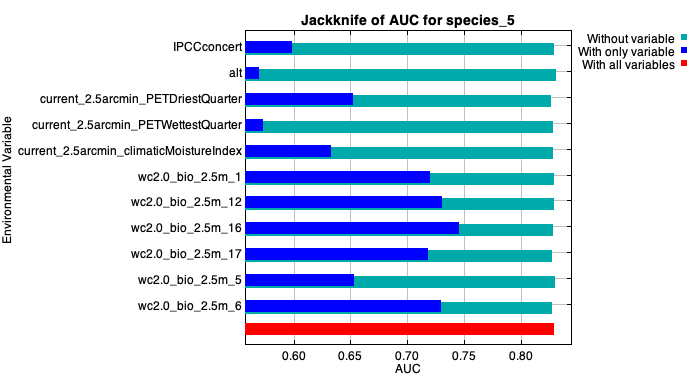 Jackknife of AUC for species_5
Without variable
With only variable
With all variables
Environmental Variable
IPCCconcert
alt
current_2.5arcmin_PETDriestQuarter
current_2.5arcmin_PETWettestQuarter
current_2.5arcmin_climaticMoistureIndex
wc2.0_bio_2.5m_1
wc2.0_bio_2.5m_12
wc2.0_bio_2.5m_16
wc2.0_bio_2.5m_17
wc2.0_bio_2.5m_5
wc2.0_bio_2.5m_6
0.60 0.65 0.70 0.75 0.80
AUC